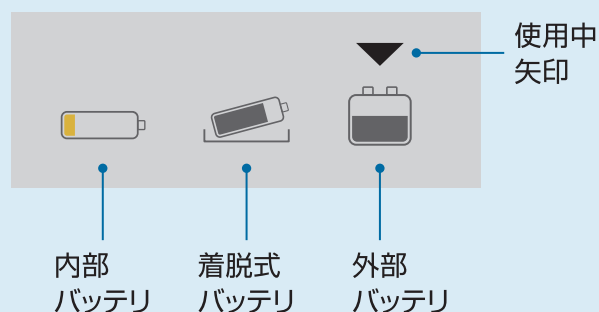 使用中
矢印
内部
バッテリ
着脱式
バッテリ
外部
バッテリ